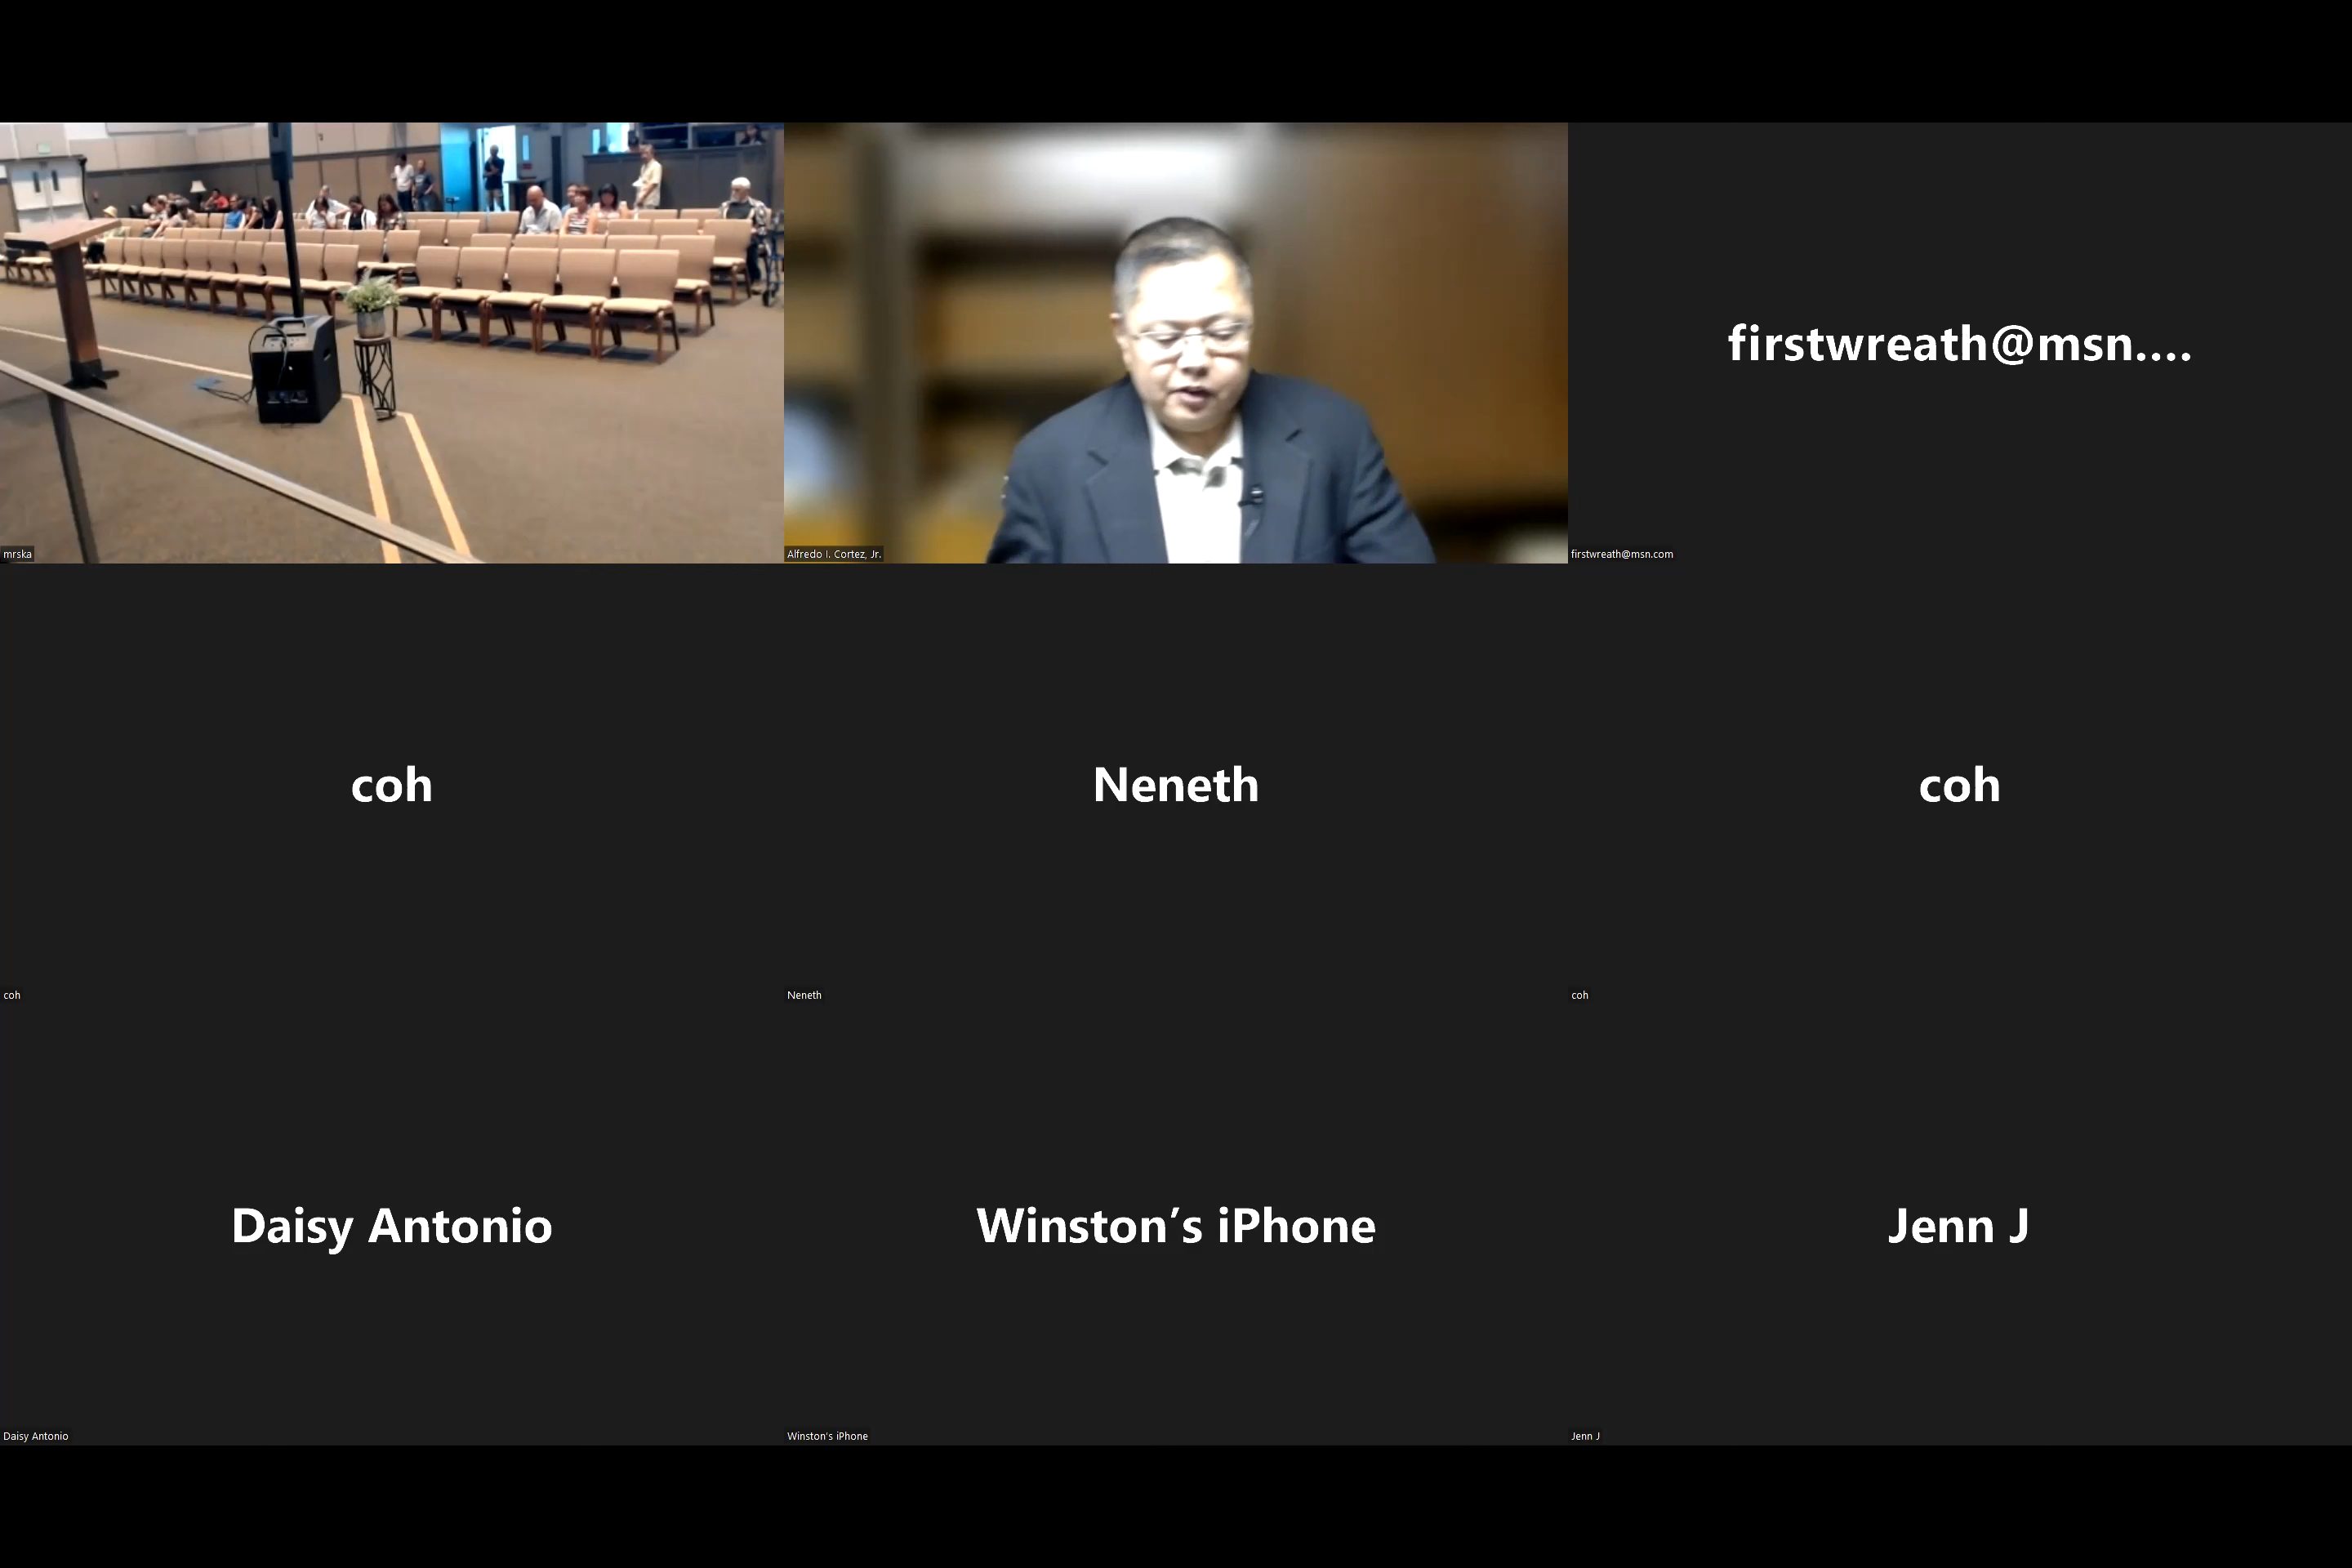 mrska
Alfredo I. Cortez, Jr.
firstwreath@msn....
firstwreath@msn.com
coh
Neneth
coh
coh
Neneth
coh
Daisy Antonio
Winston’s iPhone
Jenn J
Daisy Antonio
Winston's iPhone
Jenn J